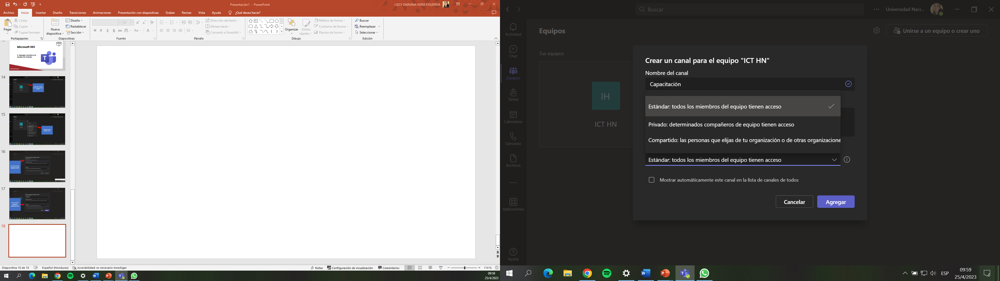 Presentación1 - PowerPoint
LISCY DARIANA VIERA FIGUEROA
Archivo Inicio Insertar Diseño Transiciones Animaciones Presentación con diapositivas Grabar Revisar Vista Ayuda ¿Qué desea hacer?
Pegar
Cortar
Copiar
Copiar formato
Portapapeles
Nueva
diapositiva
Diseño
Restablecer
Sección
Diapositivas
18
N K S S abc AV Aa A
Fuente
Dirección del texto
Alinear texto
Convertir a SmartArt
Párrafo
Organizar
Estilos
rápidos
Relleno de forma
Contorno de forma
Efectos de forma
Dibujo
Buscar
Reemplazar
Seleccionar
Edición
Microsoft 365
2. Agregar canales a el
equipo de trabajo.
14
15
16
17
18
Diapositiva 18 de 18 Español (Honduras) Accesibilidad: es necesario investigar
Notas Configuración de visualización Comentarios 114 %
09:59
25/4/2023
Buscar
Universidad Naci...
Actividad
Chat
Equipos
Tareas
Calendario
Llamadas
Archivos
Aplicaciones
Ayuda
Equipos
Unirse a un equipo o crear uno
Tus equipos
IH
ICT HN
Crear un canal para el equipo "ICT HN"
Nombre del canal
Capacitación
Estándar: todos los miembros del equipo tienen acceso
Privado: determinados compañeros de equipo tienen acceso
Compartido: las personas que elijas de tu organización o de otras organizacione
Estándar: todos los miembros del equipo tienen acceso
Mostrar automáticamente este canal en la lista de canales de todos
Cancelar
Agregar
ESP
09:59
25/4/2023